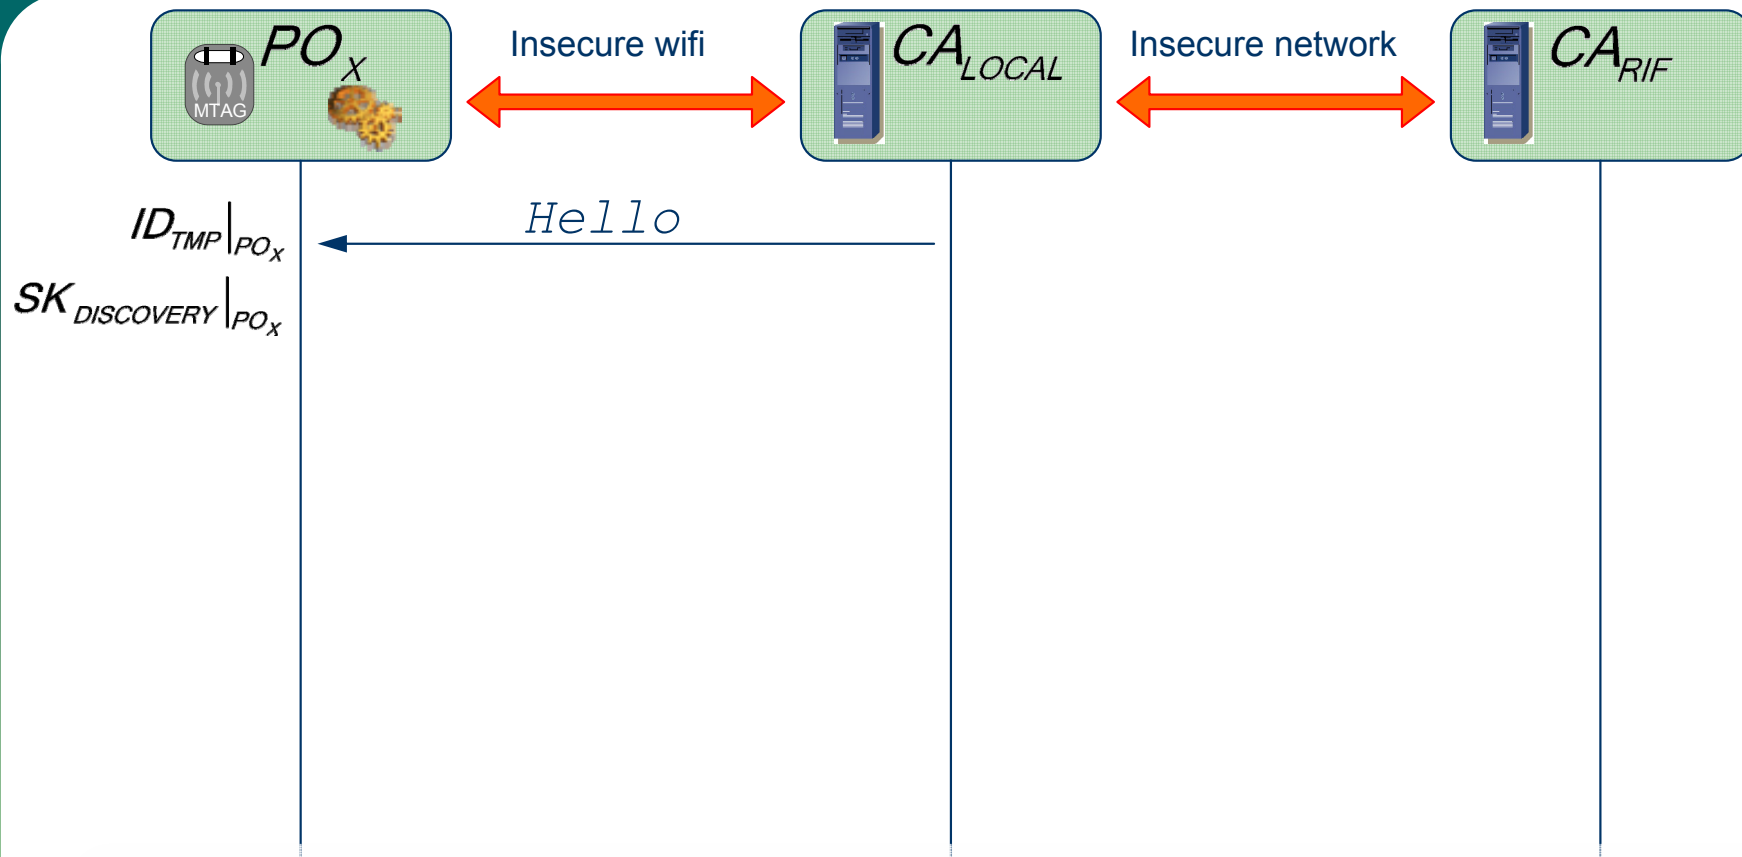 PO_X
MTAG
Insecure wifi
CA_LOCAL
Insecure network
CA_RIF
ID_TMP|PO_X
Hello
SK_DISCOVERY|PO_X